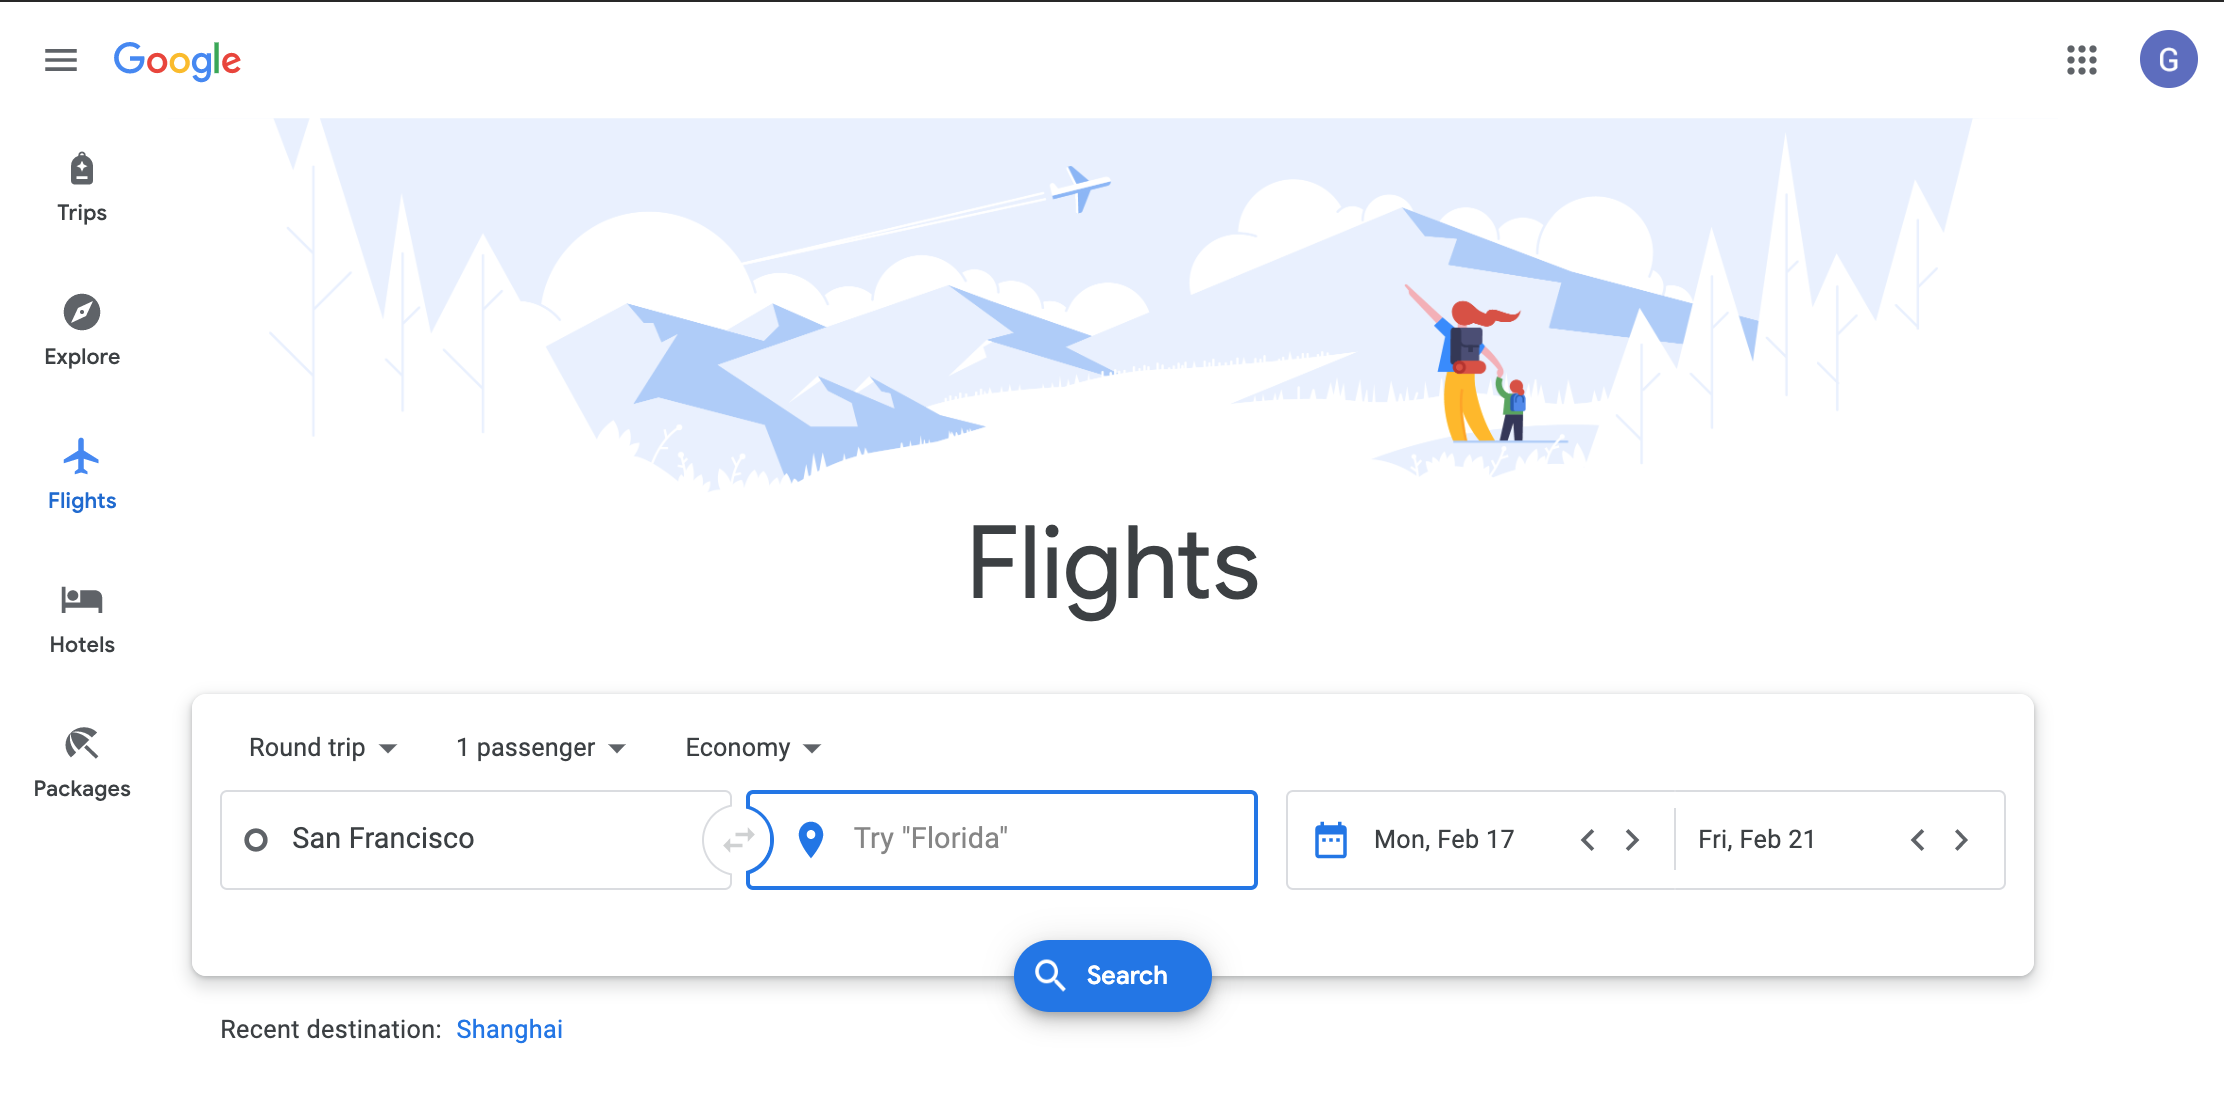 Google
G
Trips
Explore
Flights
Hotels
Packages
Flights
Round trip
1 passenger
Economy
San Francisco
Try "Florida"
Mon, Feb 17
Fri, Feb 21
Search
Recent destination: Shanghai